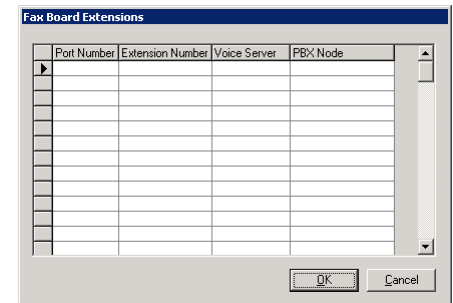 Fax Board Extensions
Port Number Extension Number Voice Server PBX Node
OK Cancel